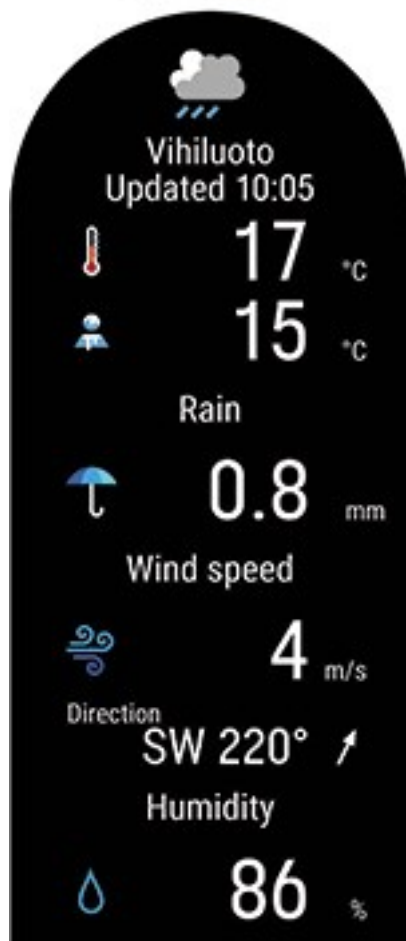 Vihiluoto
Updated 10:05
17 °C
15 °C
Rain
0.8 mm
Wind speed
4 m/s
Direction
SW 220°
Humidity
86 %